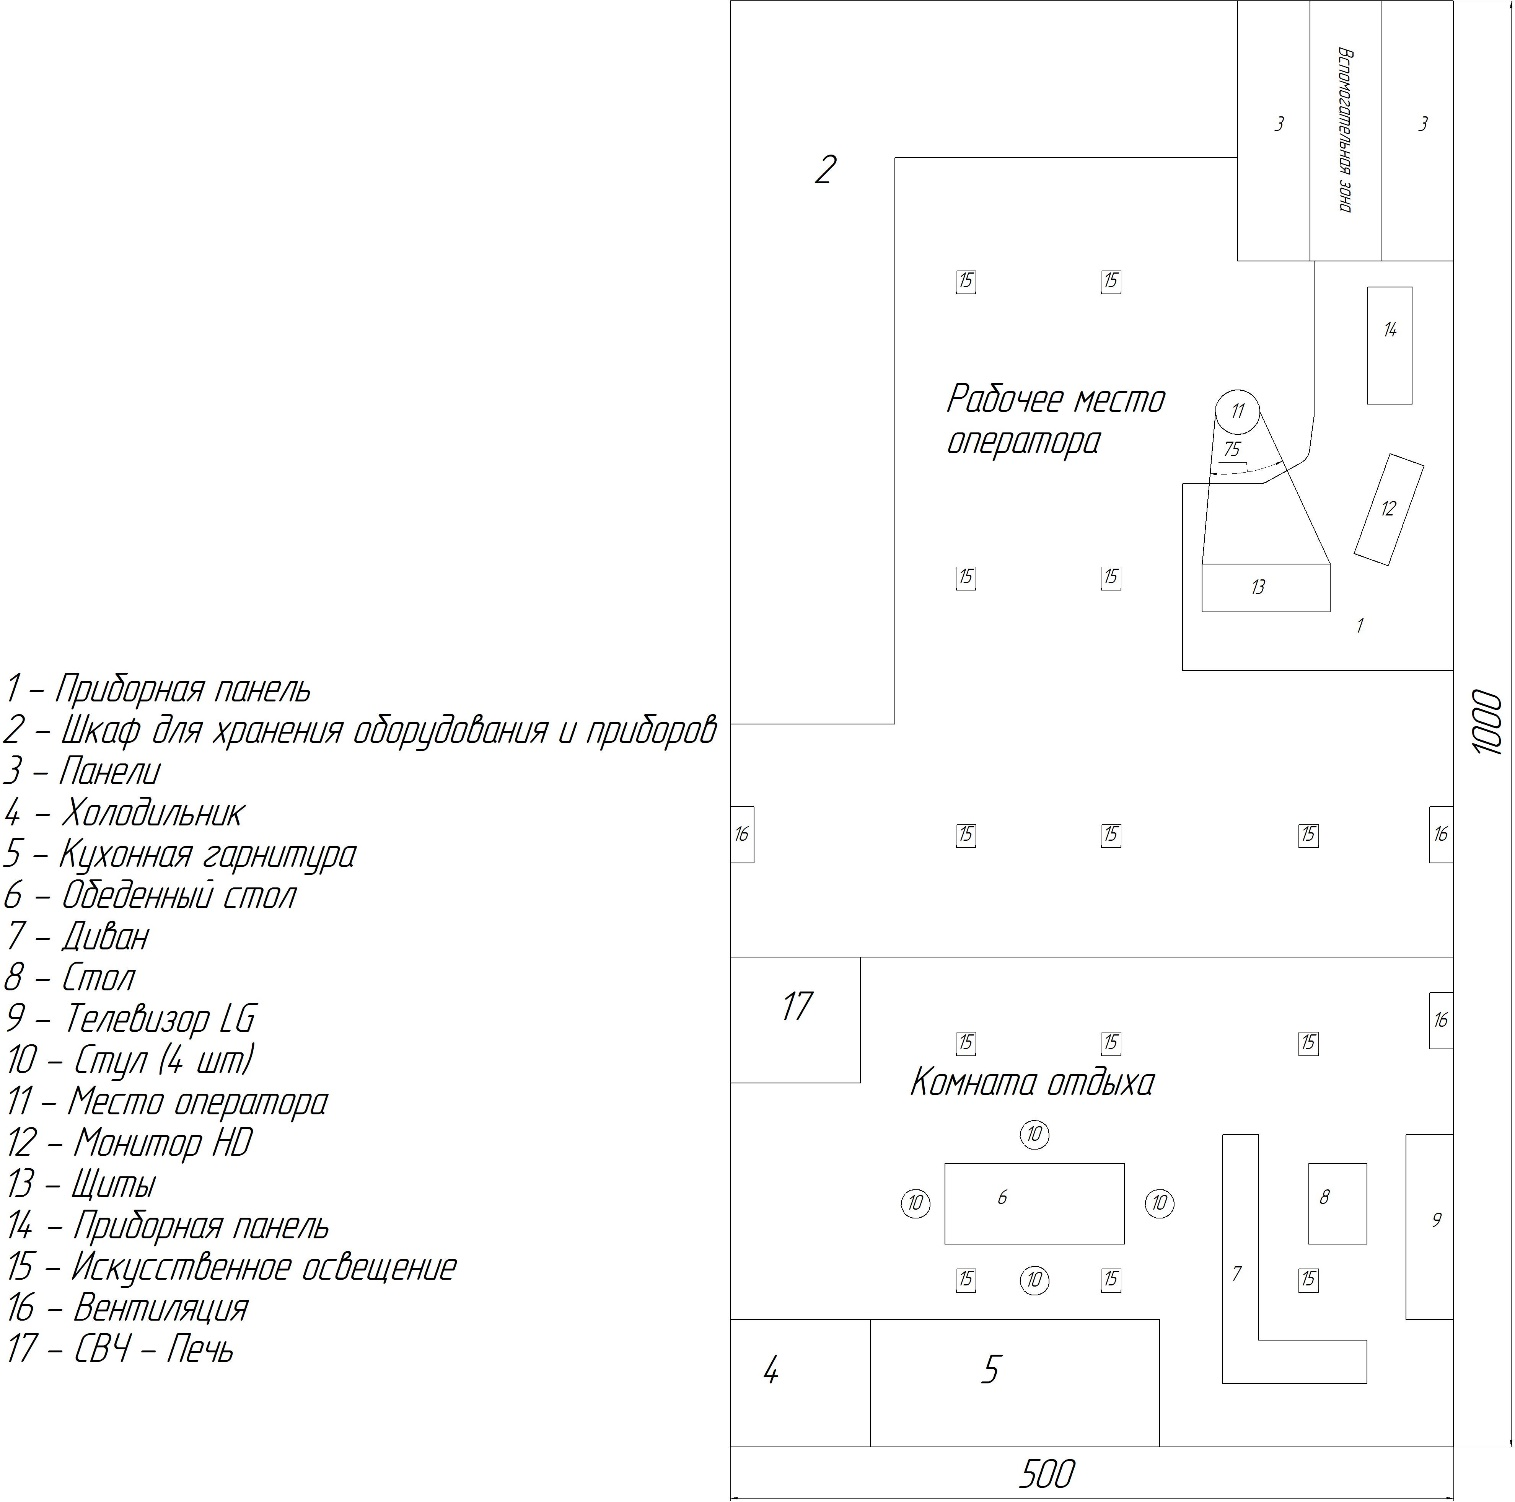 3
Вспомогательная зона
3
2
15
15
14
Рабочее место
оператора
11
75
12
15
15
13
1
1 – Приборная панель
2 – Шкаф для хранения оборудования и приборов
3 – Панели
4 – Холодильник
5 – Кухонная гарнитура
6 – Обеденный стол
7 – Диван
8 – Стол
9 – Телевизор LG
10 – Стул (4 шт)
11 – Место оператора
12 – Монитор HD
13 – Щиты
14 – Приборная панель
15 – Искусственное освещение
16 – Вентиляция
17 – СВЧ – Печь
1000
16
15
15
15
16
17
15
15
15
16
Комната отдыха
10
10
6
10
8
9
15
10
15
7
15
4
5
500